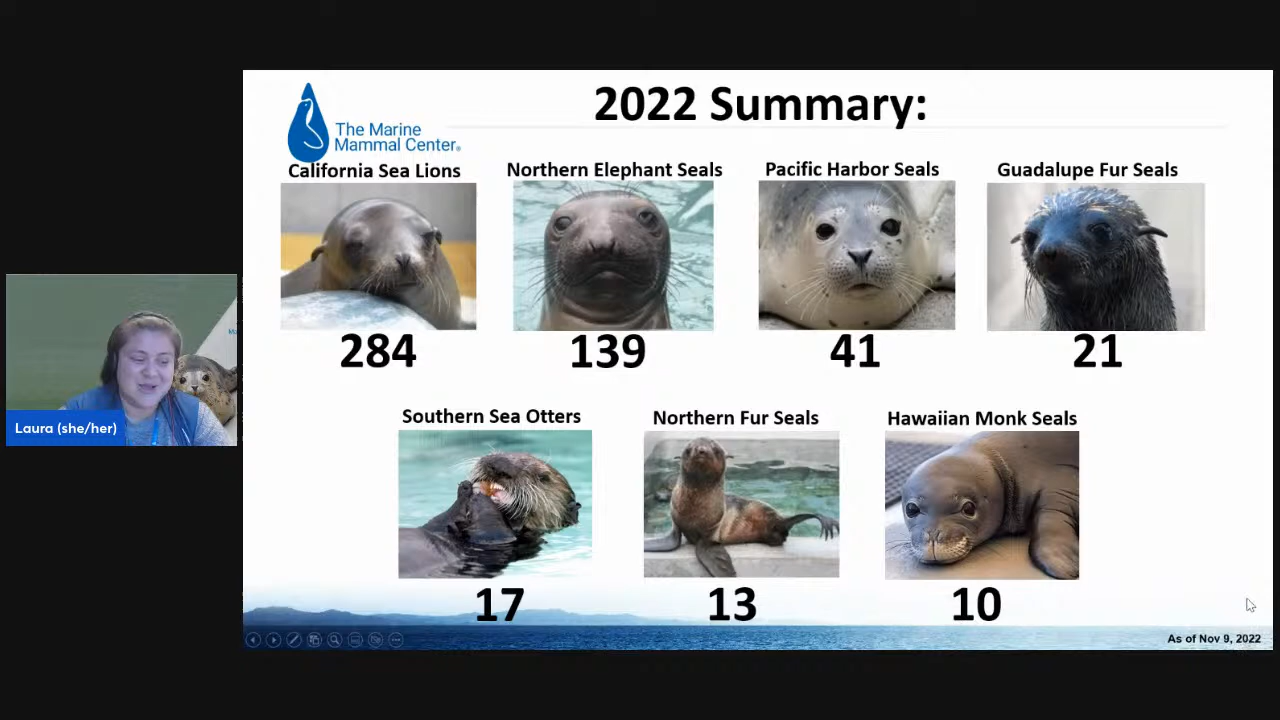 2022 Summary:
The Marine
Mammal Center®
California Sea Lions
Northern Elephant Seals
Pacific Harbor Seals
Guadalupe Fur Seals
284
139
41
21
Southern Sea Otters
Northern Fur Seals
Hawaiian Monk Seals
17
13
10
Laura (she/her)
As of Nov 9, 2022